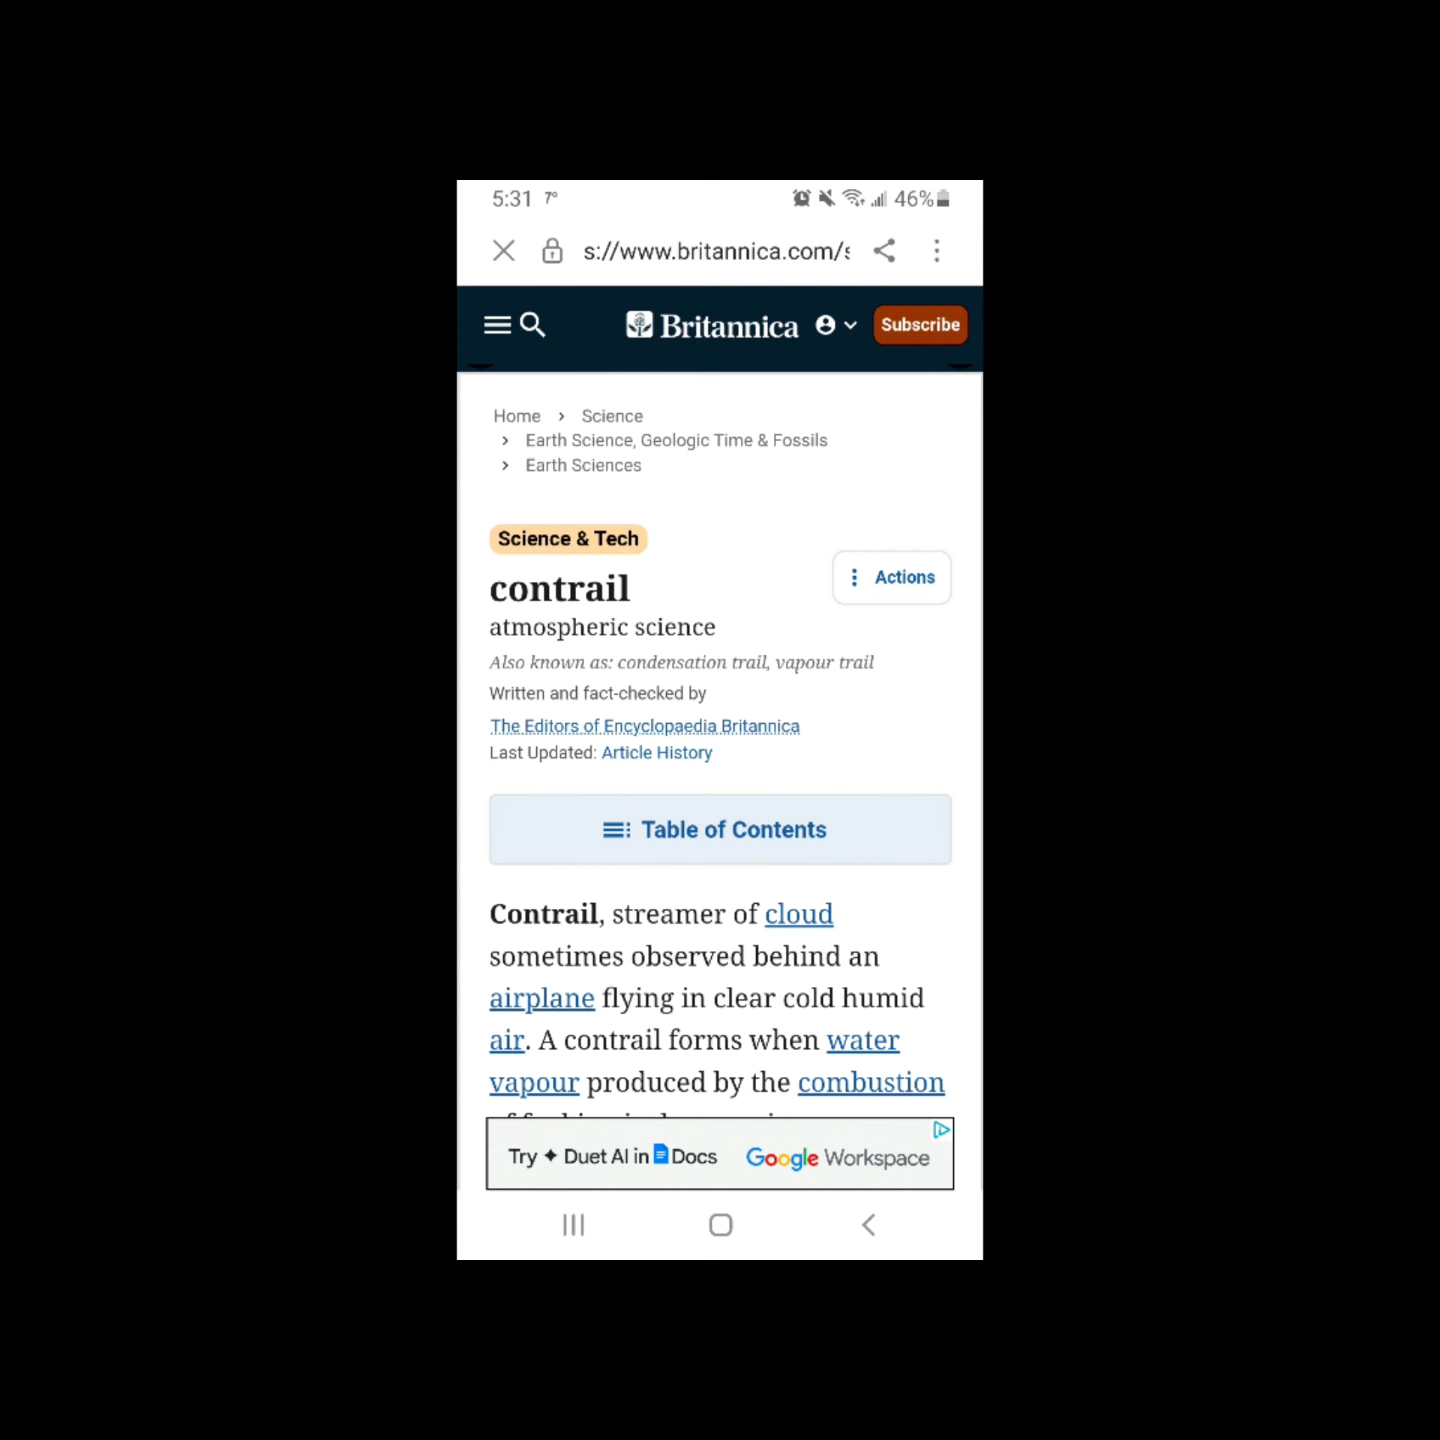 5:31 7° 46%
s://www.britannica.com/s
Britannica Subscribe
Home > Science
> Earth Science, Geologic Time & Fossils
> Earth Sciences
Science & Tech
Actions
contrail
atmospheric science
Also known as: condensation trail, vapour trail
Written and fact-checked by
The Editors of Encyclopaedia Britannica
Last Updated: Article History
Table of Contents
Contrail, streamer of cloud
sometimes observed behind an
airplane flying in clear cold humid
air. A contrail forms when water
vapour produced by the combustion
Try Duet AI in Docs Google Workspace